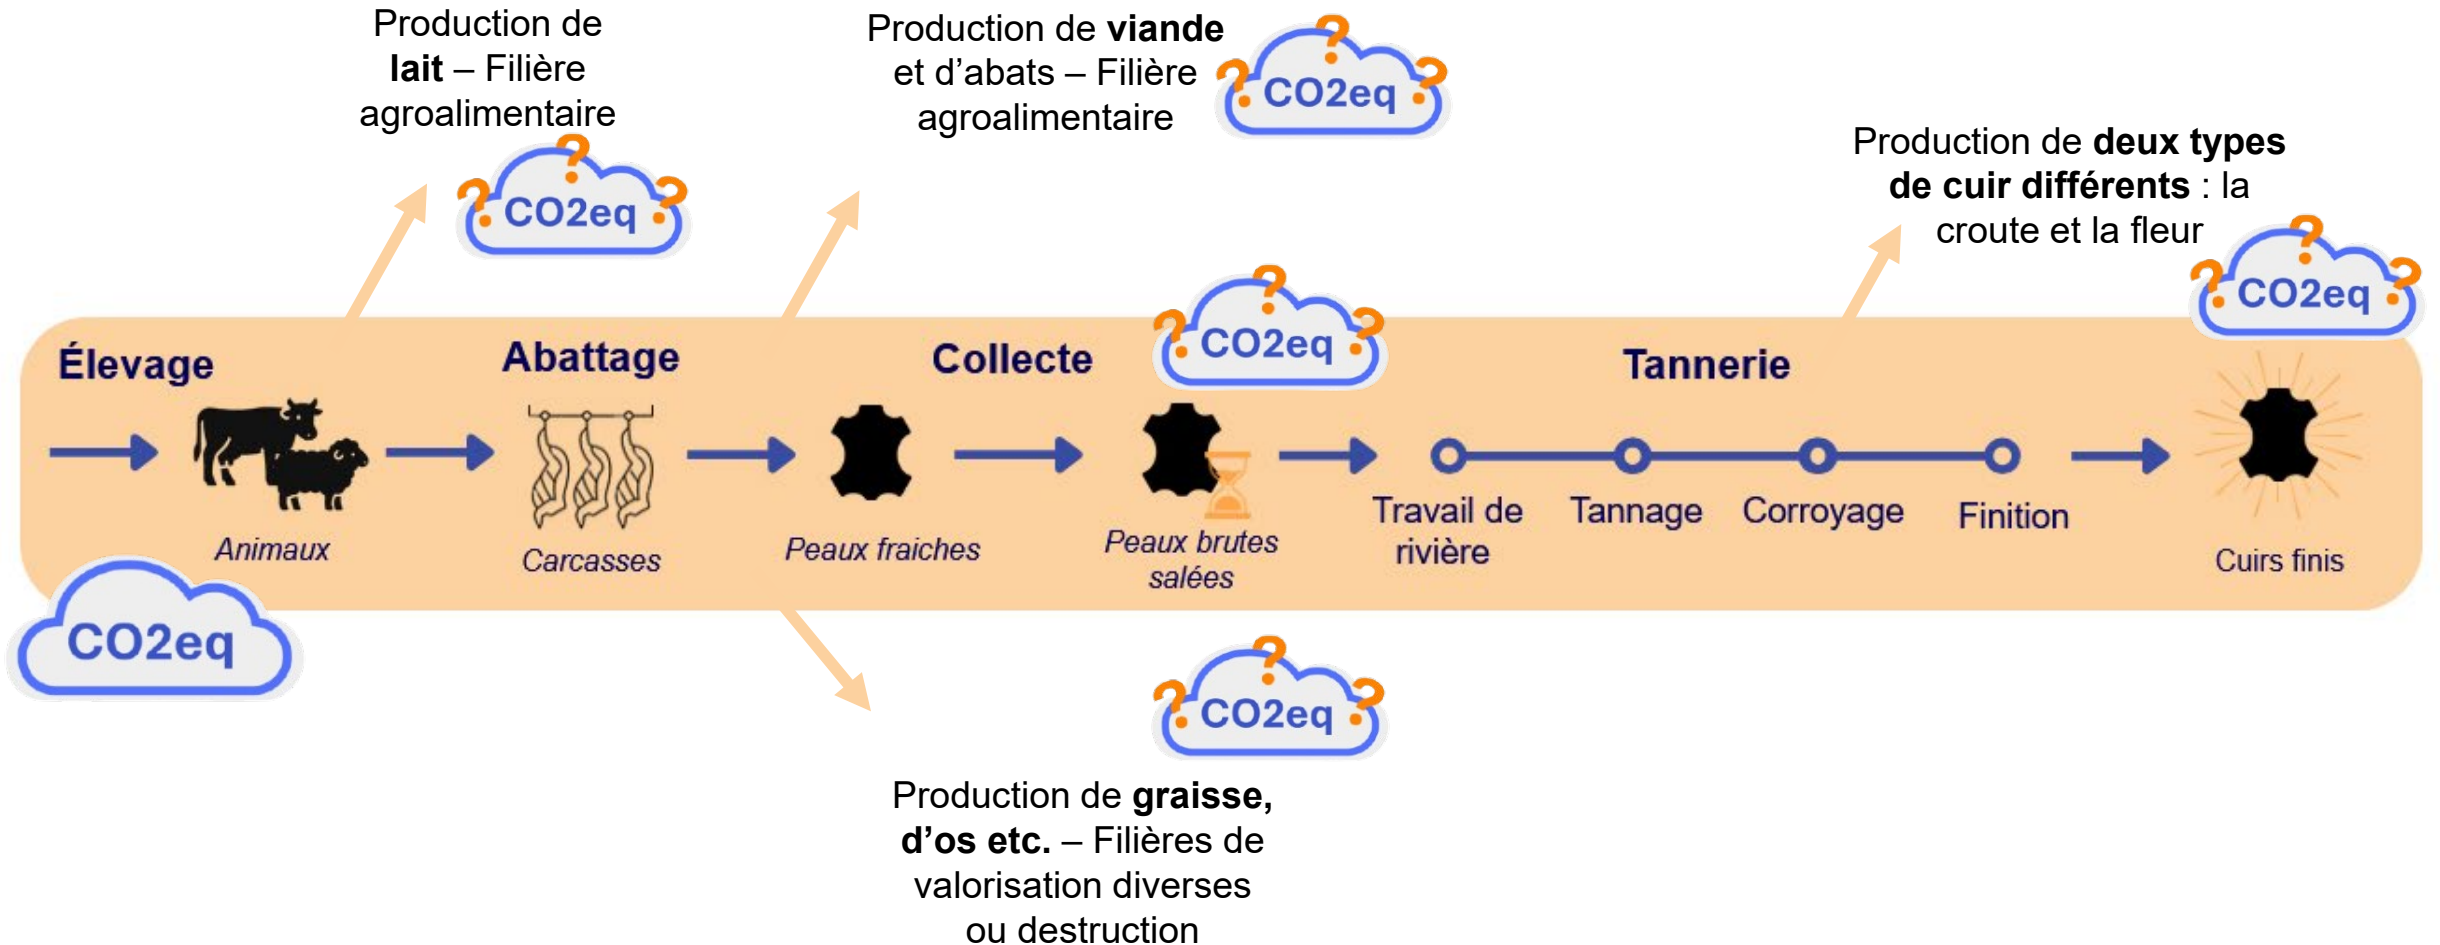 Production de
lait – Filière
agroalimentaire
CO2eq
Production de viande
et d'abats – Filière
agroalimentaire
CO2eq
Production de deux types
de cuir différents : la
croute et la fleur
CO2eq
Élevage
Abattage
Collecte
CO2eq
Tannerie
Animaux
Carcasses
Peaux fraiches
Peaux brutes
salées
Travail de
rivière
Tannage
Corroyage
Finition
Cuirs finis
CO2eq
CO2eq
Production de graisse,
d'os etc. – Filières de
valorisation diverses
ou destruction